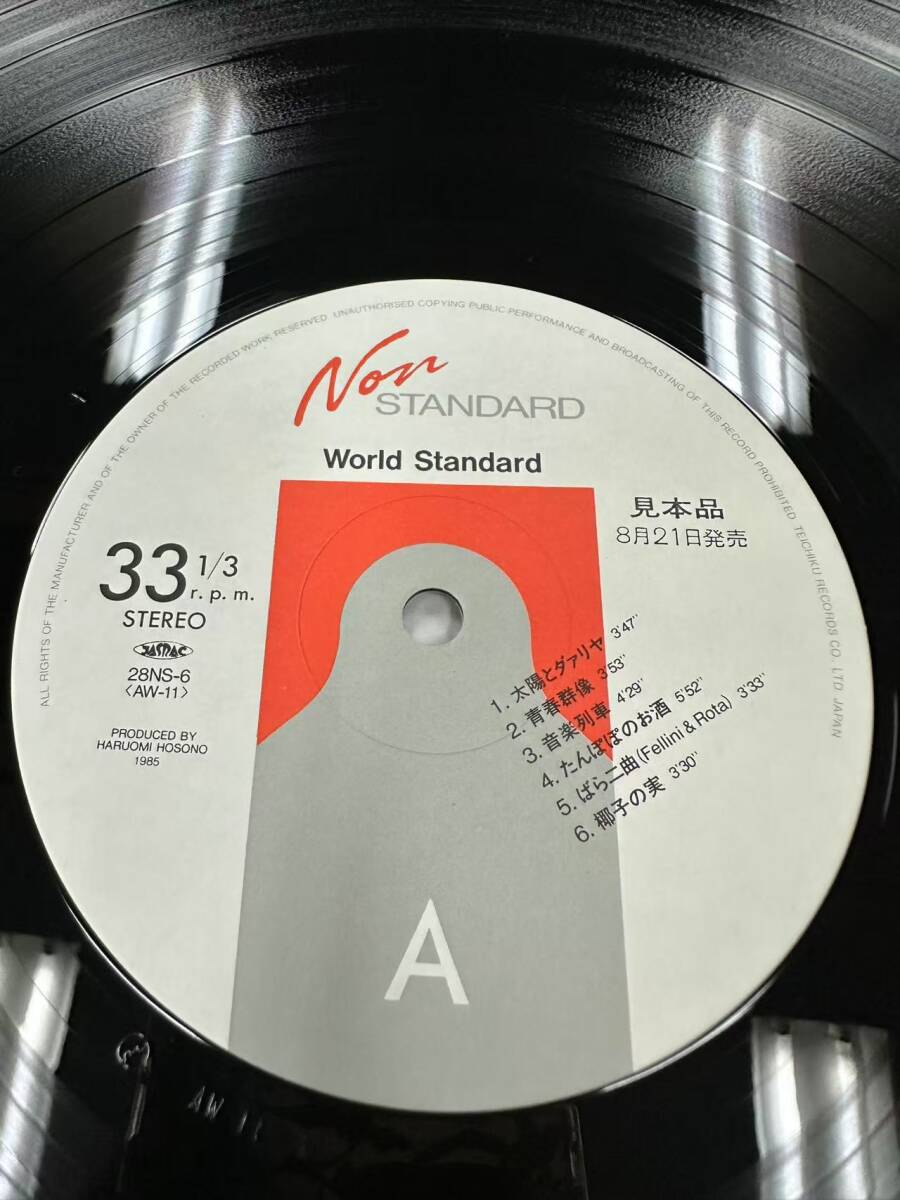 ALL RIGHTS OF THE MANUFACTURER AND OF THE OWNER OF THE RECORDED WORK RESERVED UNAUTHORISED COPYING PUBLIC PERFORMANCE AND BROADCASTING OF THIS RECORD PROHIBITED TEICHIKU RECORDS CO., LTD. JAPAN
Non
STANDARD
World Standard
見本品
8月21日発売
33 1/3
r.p.m.
STEREO
JASRAC
28NS-6
〈AW-11〉
PRODUCED BY
HARUOMI HOSONO
1985
1. 太陽とダァリヤ 3'47"
2. 青春群像 3'53"
3. 音楽列車 4'29"
4. たんぽぽのお酒 5'52"
5. ばら二曲(Fellini & Rota) 3'33"
6. 椰子の実 3'30"
A
AW 11